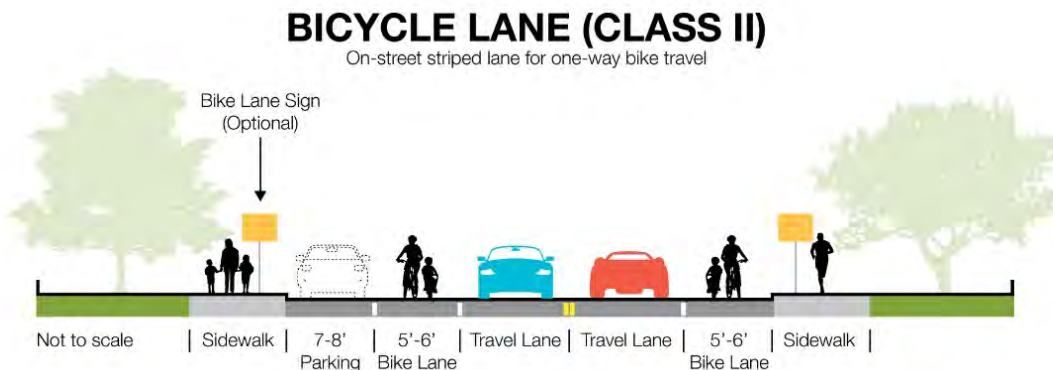 BICYCLE LANE (CLASS II)
On-street striped lane for one-way bike travel
Bike Lane Sign
(Optional)
Not to scale | Sidewalk | 7-8' | 5'-6' | Travel Lane | Travel Lane | 5'-6' | Sidewalk |
Parking Bike Lane Bike Lane